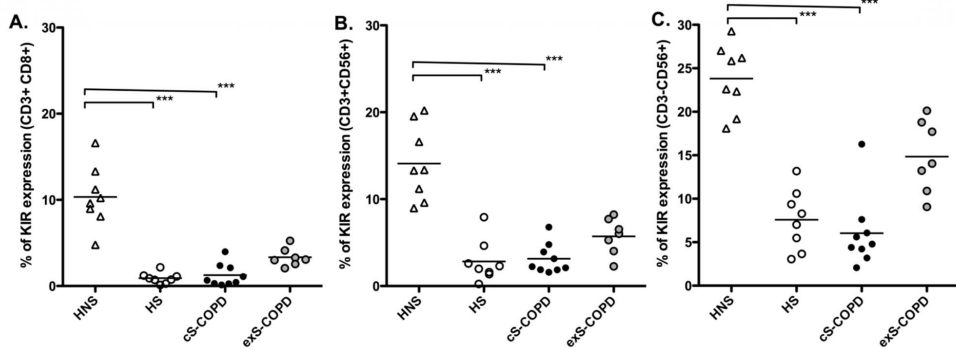 A.
% of KIR expression (CD3+ CD8+)
30
20
10
0
***
***
HNS
HS
cS-COPD
exS-COPD
B.
% of KIR expression (CD3+CD56+)
30
20
10
0
***
***
HNS
HS
cS-COPD
exS-COPD
C.
% of KIR expression (CD3-CD56+)
30
25
20
15
10
5
0
***
***
HNS
HS
cS-COPD
exS-COPD